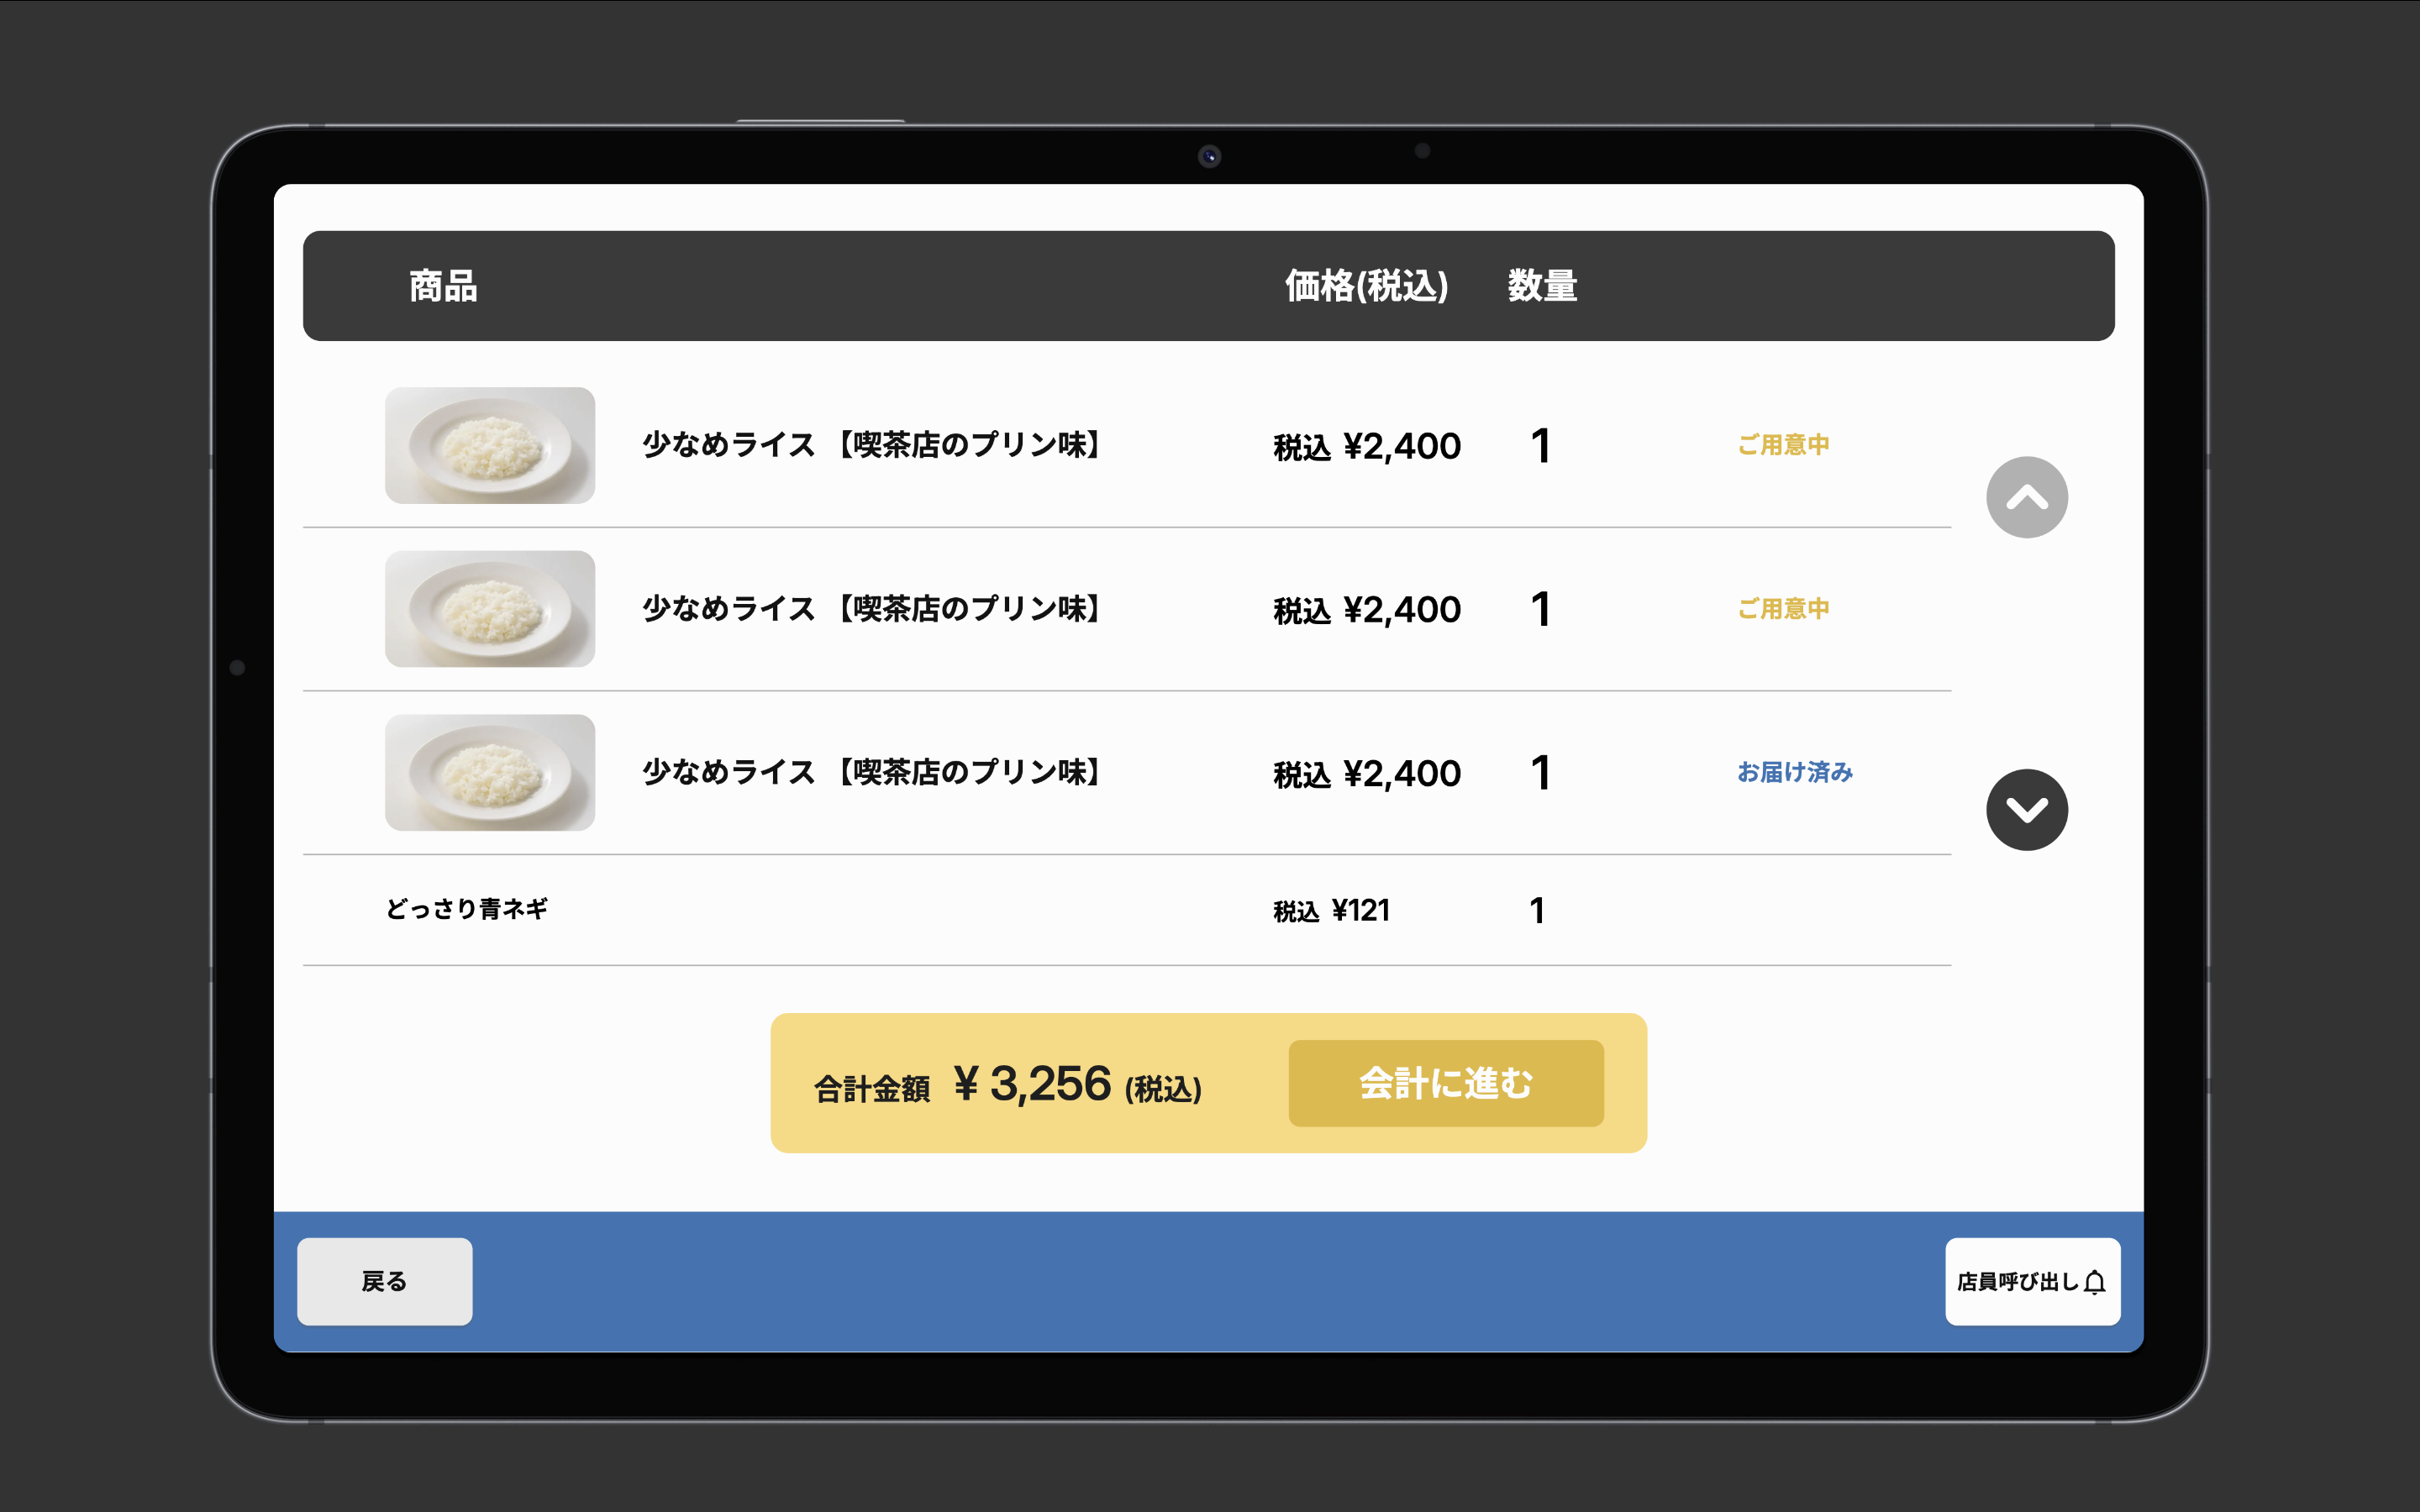 商品 価格(税込) 数量
少なめライス 【喫茶店のプリン味】 税込 ¥2,400 1 ご用意中
少なめライス 【喫茶店のプリン味】 税込 ¥2,400 1 ご用意中
少なめライス 【喫茶店のプリン味】 税込 ¥2,400 1 お届け済み
どっさり青ネギ 税込 ¥121 1
合計金額 ¥ 3,256 (税込) 会計に進む
戻る 店員呼び出し